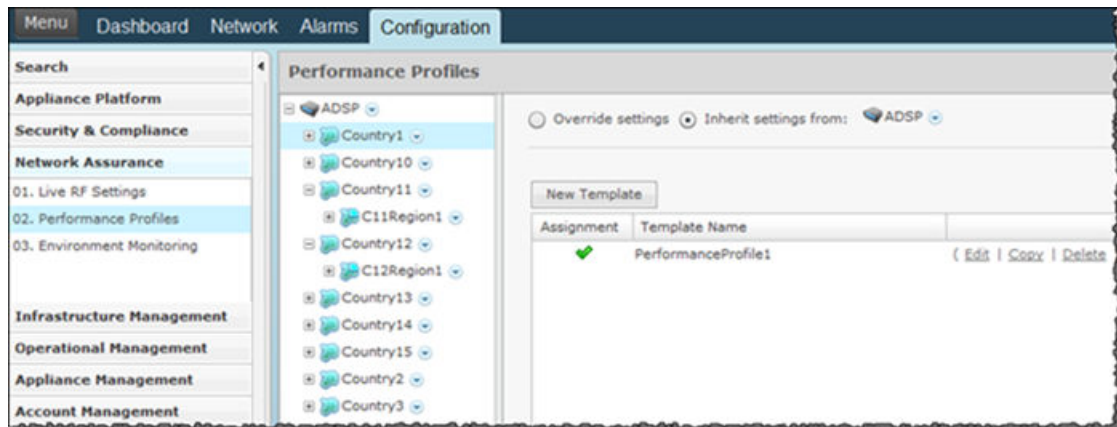 Menu Dashboard Network Alarms Configuration
Search
Appliance Platform
Security & Compliance
Network Assurance
01. Live RF Settings
02. Performance Profiles
03. Environment Monitoring
Infrastructure Management
Operational Management
Appliance Management
Account Management
Performance Profiles
ADSP
Country1
Country10
Country11
C11Region1
Country12
C12Region1
Country13
Country14
Country15
Country2
Country3
Override settings Inherit settings from: ADSP
New Template
Assignment Template Name
PerformanceProfile1 ( Edit | Copy | Delete